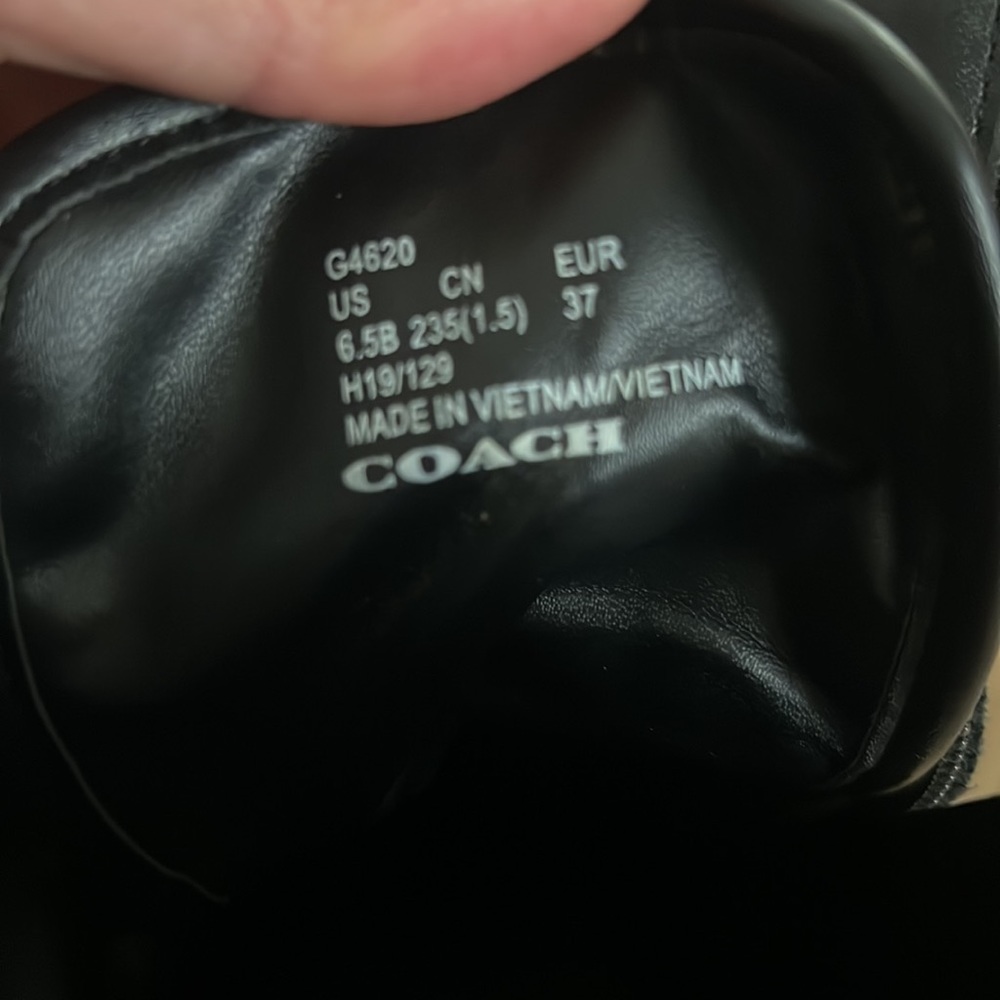 G4620
US CN EUR
6.5B 235(1.5) 37
H19/129
MADE IN VIETNAM/VIETNAM
COACH